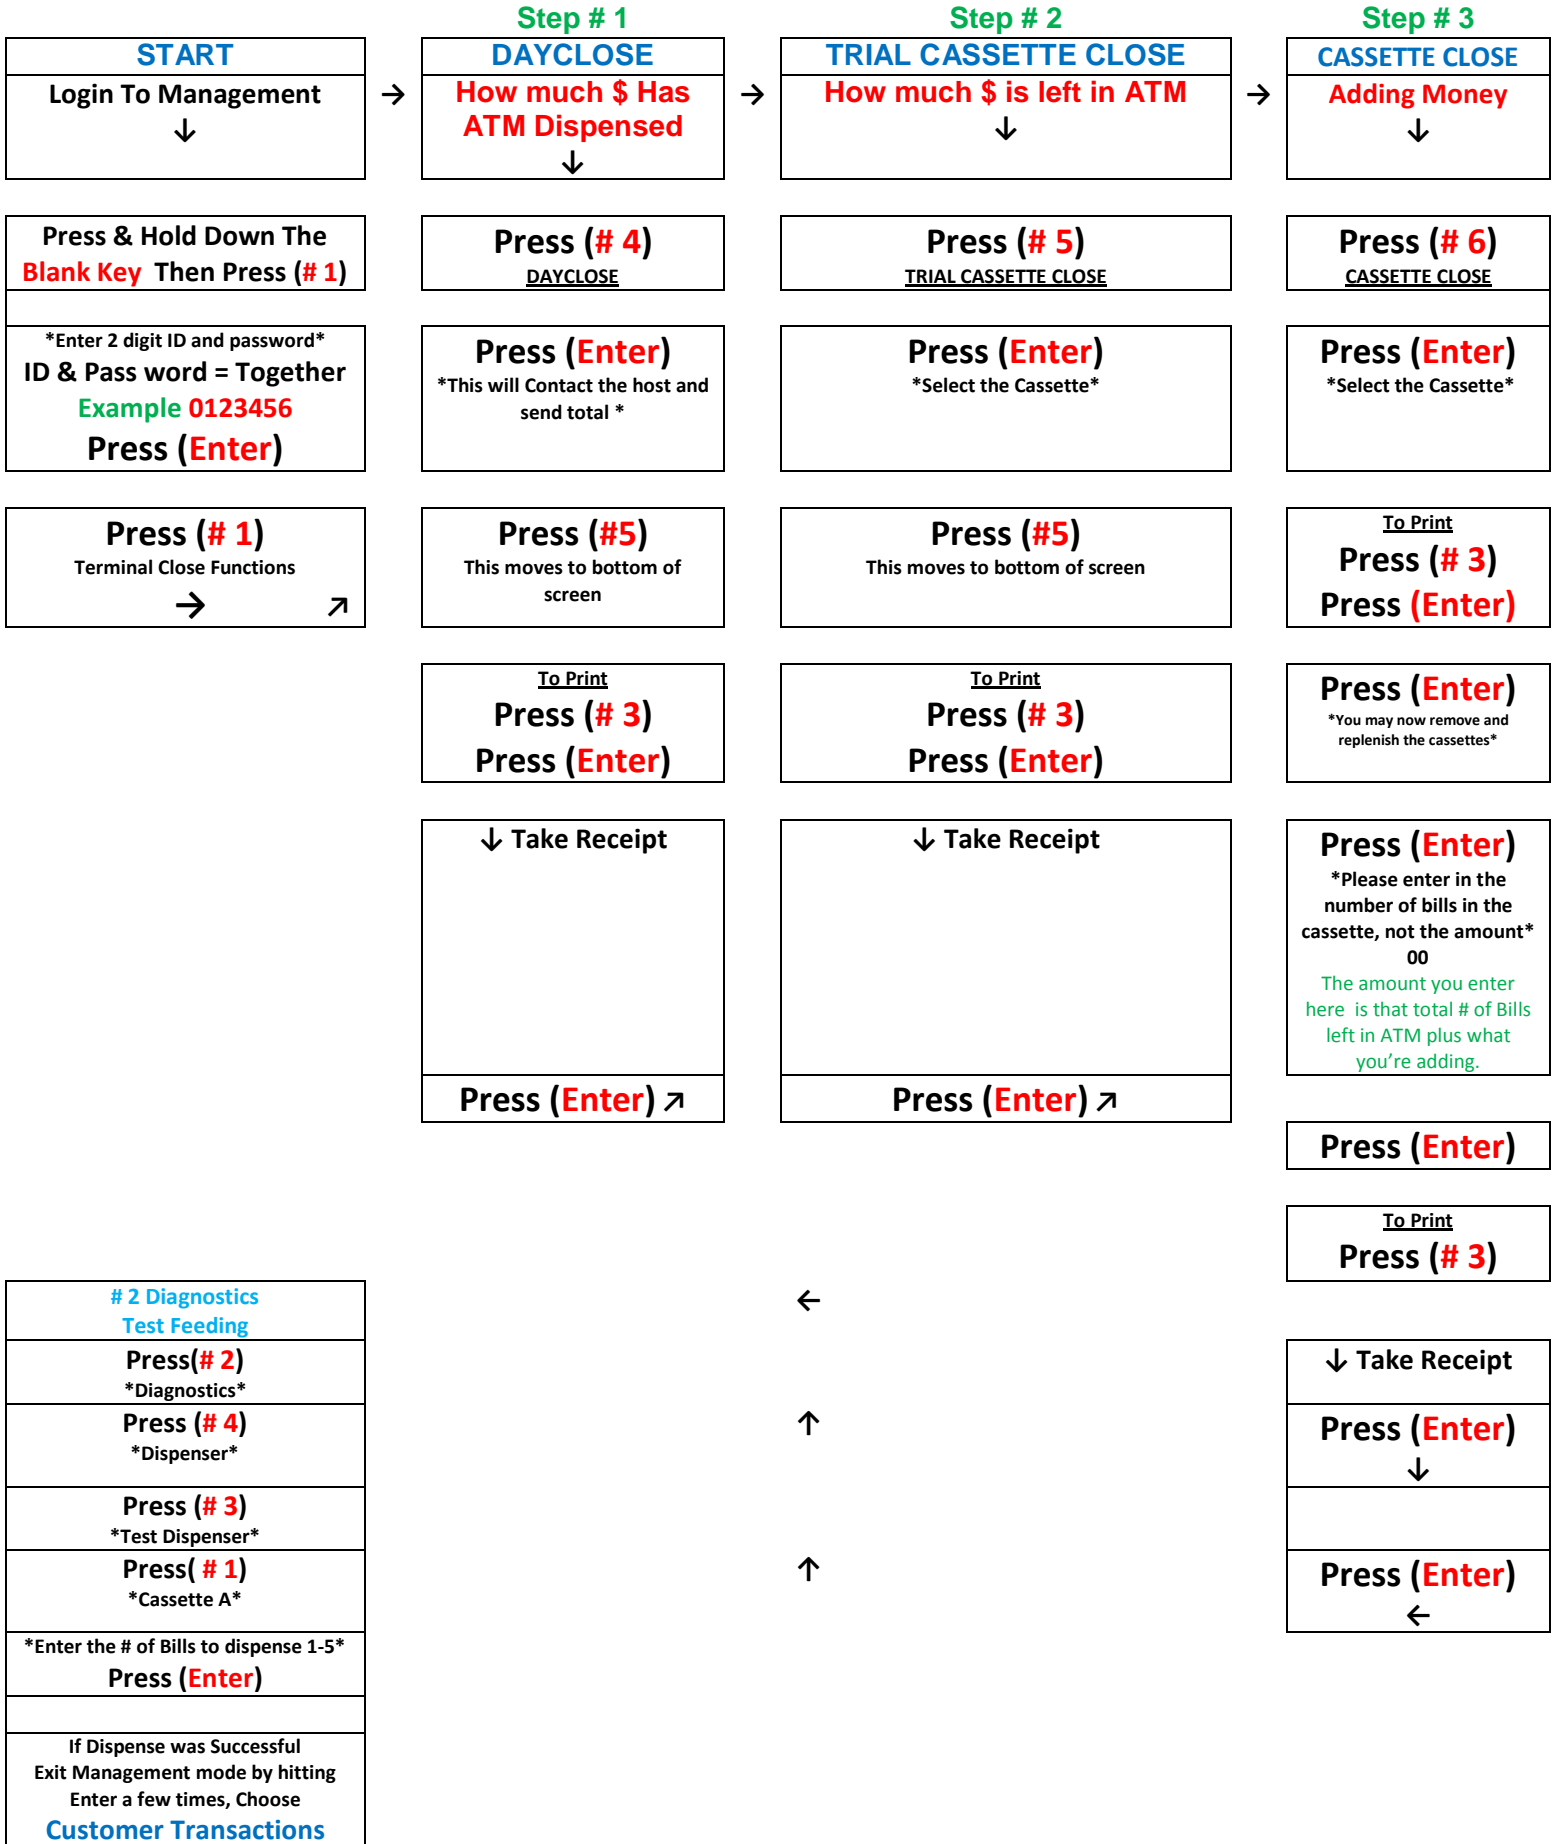 START
Login To Management
↓
Press & Hold Down The
Blank Key Then Press (# 1)
*Enter 2 digit ID and password*
ID & Pass word = Together
Example 0123456
Press (Enter)
Press (# 1)
Terminal Close Functions
→ ↗
→
Step # 1
DAYCLOSE
How much $ Has
ATM Dispensed
↓
Press (# 4)
DAYCLOSE
Press (Enter)
*This will Contact the host and
send total *
Press (#5)
This moves to bottom of
screen
To Print
Press (# 3)
Press (Enter)
↓ Take Receipt
Press (Enter) ↗
→
Step # 2
TRIAL CASSETTE CLOSE
How much $ is left in ATM
↓
Press (# 5)
TRIAL CASSETTE CLOSE
Press (Enter)
*Select the Cassette*
Press (#5)
This moves to bottom of screen
To Print
Press (# 3)
Press (Enter)
↓ Take Receipt
Press (Enter) ↗
→
Step # 3
CASSETTE CLOSE
Adding Money
↓
Press (# 6)
CASSETTE CLOSE
Press (Enter)
*Select the Cassette*
To Print
Press (# 3)
Press (Enter)
Press (Enter)
*You may now remove and
replenish the cassettes*
Press (Enter)
*Please enter in the
number of bills in the
cassette, not the amount*
00
The amount you enter
here is that total # of Bills
left in ATM plus what
you’re adding.
Press (Enter)
To Print
Press (# 3)
↓ Take Receipt
Press (Enter)
↓
Press (Enter)
←
↑
↑
←
# 2 Diagnostics
Test Feeding
Press(# 2)
*Diagnostics*
Press (# 4)
*Dispenser*
Press (# 3)
*Test Dispenser*
Press( # 1)
*Cassette A*
*Enter the # of Bills to dispense 1-5*
Press (Enter)
If Dispense was Successful
Exit Management mode by hitting
Enter a few times, Choose
Customer Transactions